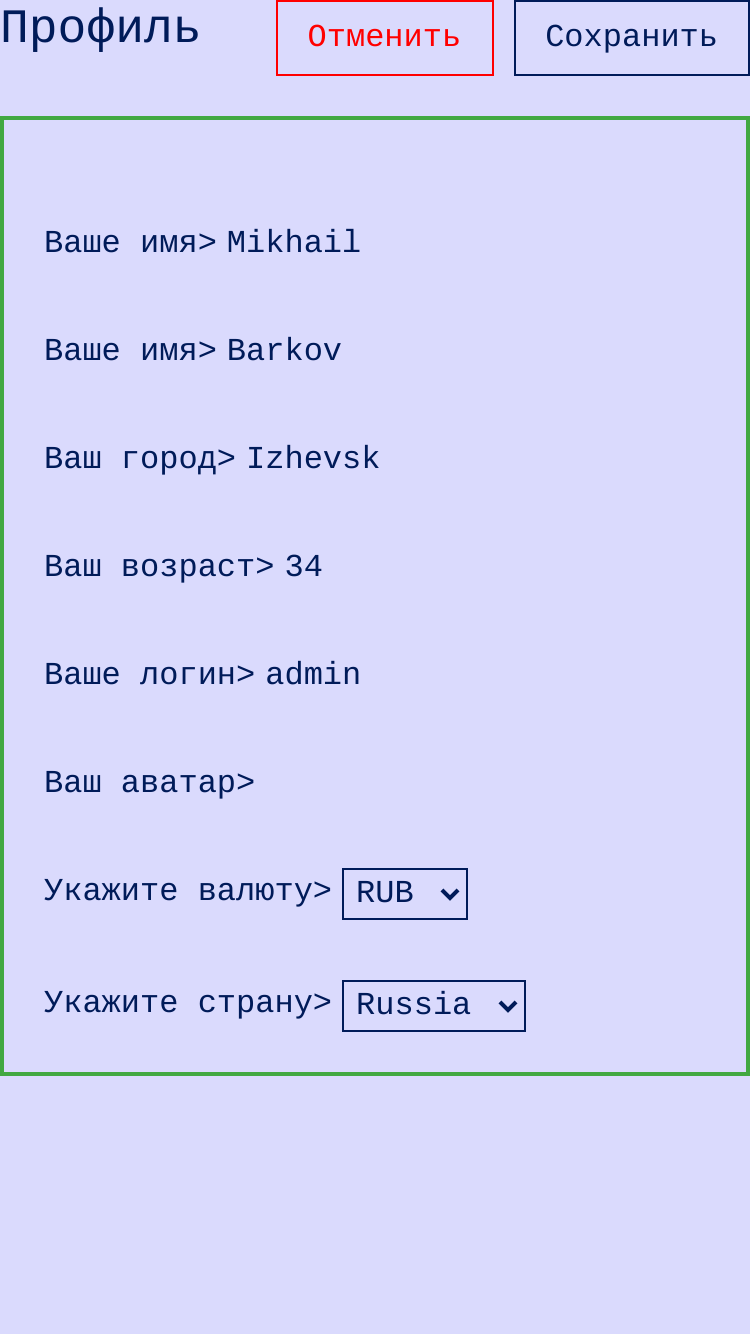 Профиль
Отменить
Сохранить
Ваше имя> Mikhail
Ваше имя> Barkov
Ваш город> Izhevsk
Ваш возраст> 34
Ваше логин> admin
Ваш аватар>
Укажите валюту> RUB
Укажите страну> Russia